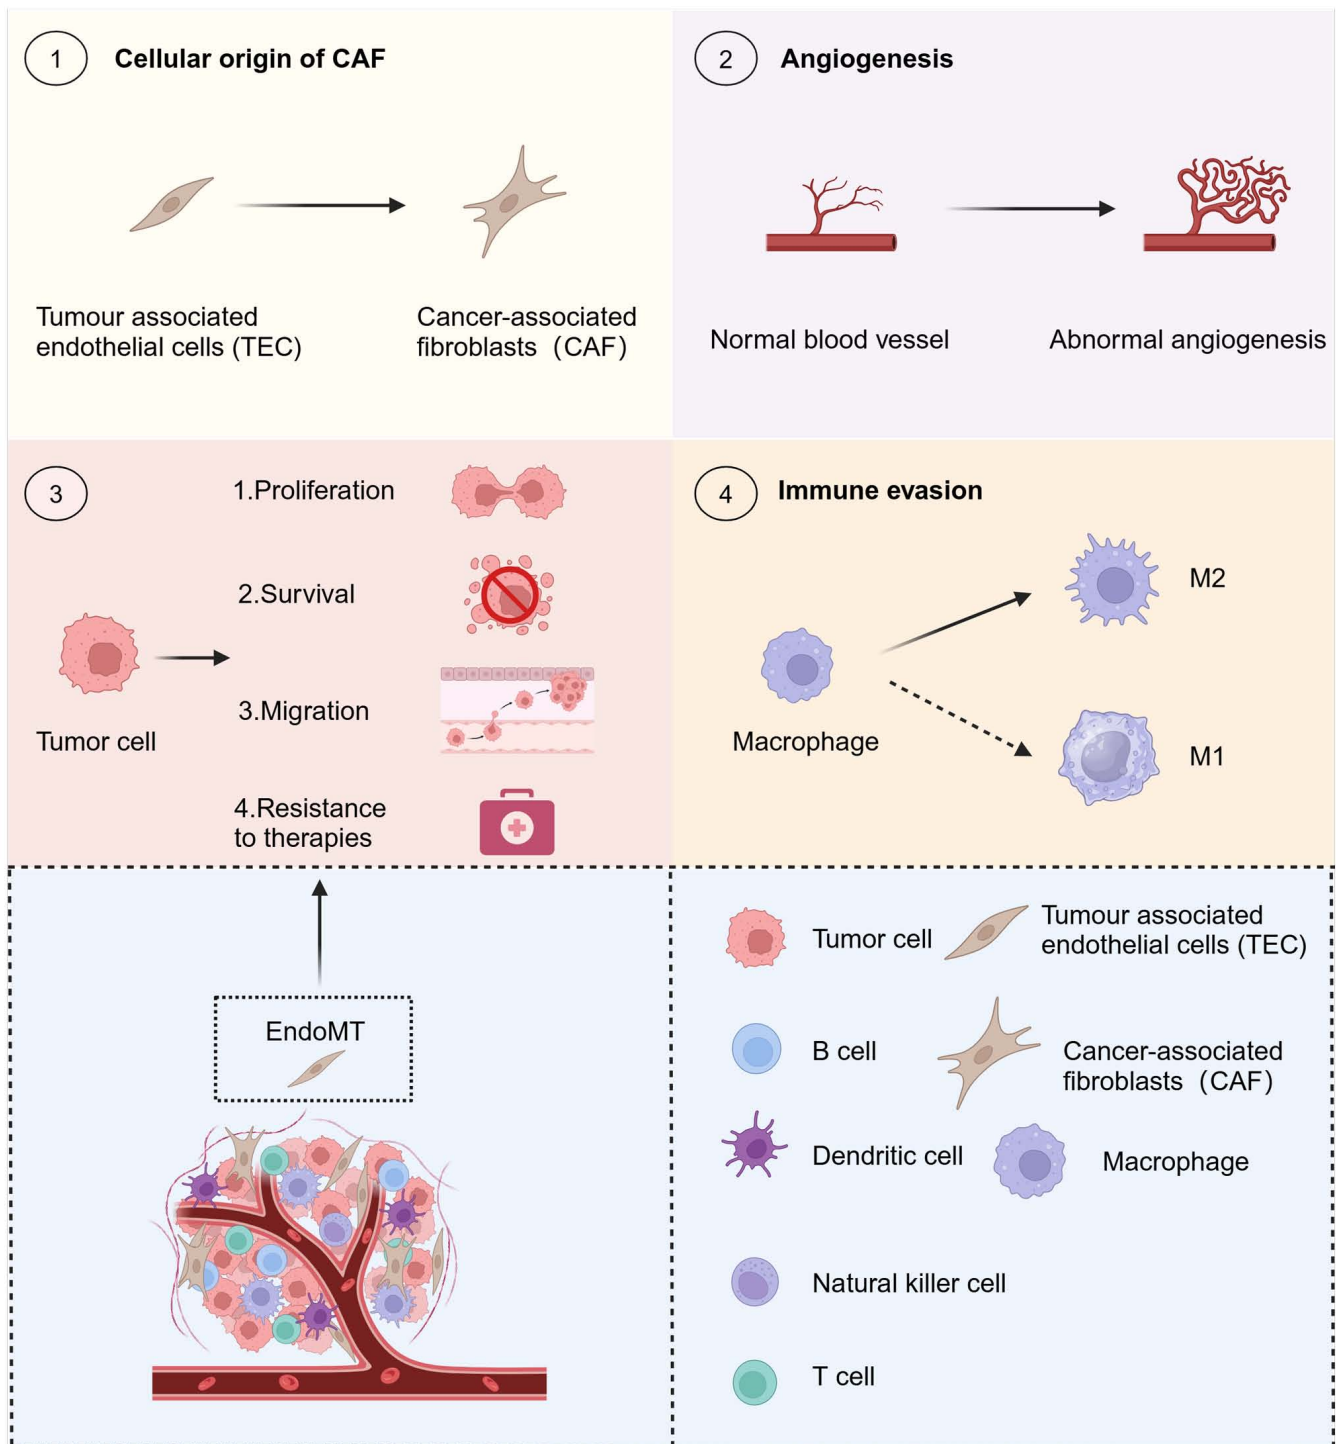 1
Cellular origin of CAF
Tumour associated
endothelial cells (TEC)
Cancer-associated
fibroblasts（CAF）
2
Angiogenesis
Normal blood vessel
Abnormal angiogenesis
3
1.Proliferation
2.Survival
3.Migration
4.Resistance
to therapies
Tumor cell
4
Immune evasion
Macrophage
M2
M1
EndoMT
Tumor cell
Tumour associated
endothelial cells (TEC)
B cell
Cancer-associated
fibroblasts（CAF）
Dendritic cell
Macrophage
Natural killer cell
T cell